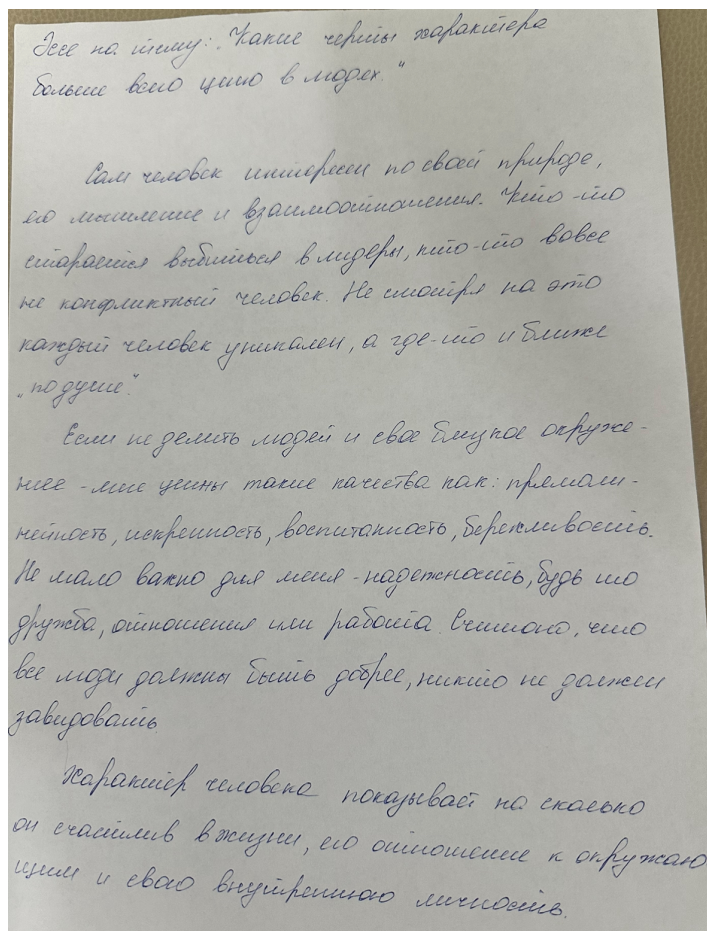 Эссе на тему: "Какие черты характера
больше всего ценю в людях."
Сам человек интересен по своей природе,
его мышление и взаимоотношения. Кто-то
старается выбиться в лидеры, кто-то вовсе
не конфликтный человек. Не смотря на это
каждый человек уникален, а где-то и ближе
"по душе".
Если не делить людей и свое близкое окруже-
ниее - мне ценны такие качества как: прямоли-
нейность, искренность, воспитанность, бережливость.
Не мало важно для меня - надежность, будь то
дружба, отношения или работа. Считаю, что
все люди должны быть добрее, никто не должен
завидовать.
Характер человека показывает на сколько
он счастлив в жизни, его отношение к окружаю
щим и свою внутреннюю личность.